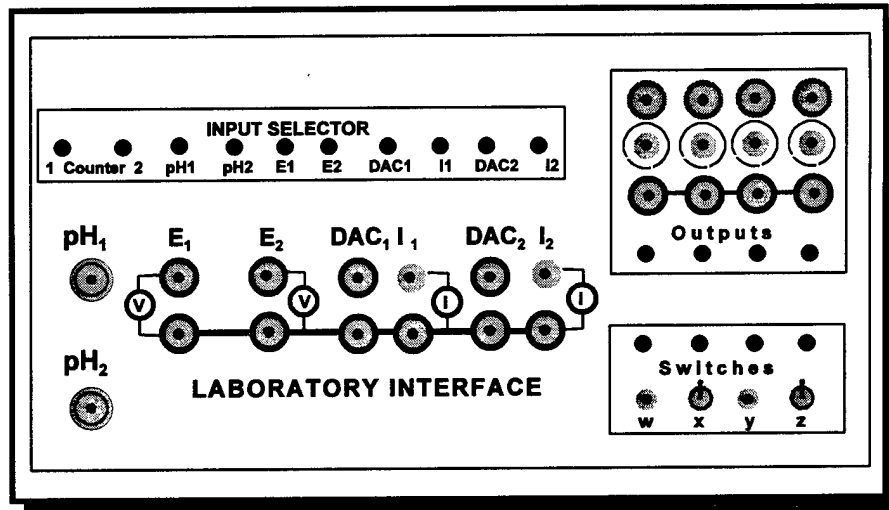 INPUT SELECTOR
1 Counter 2 pH1 pH2 E1 E2 DAC1 I1 DAC2 I2
pH₁ E₁ E₂ DAC₁ I₁ DAC₂ I₂
V V I I
pH₂
LABORATORY INTERFACE
Outputs
Switches
w x y z